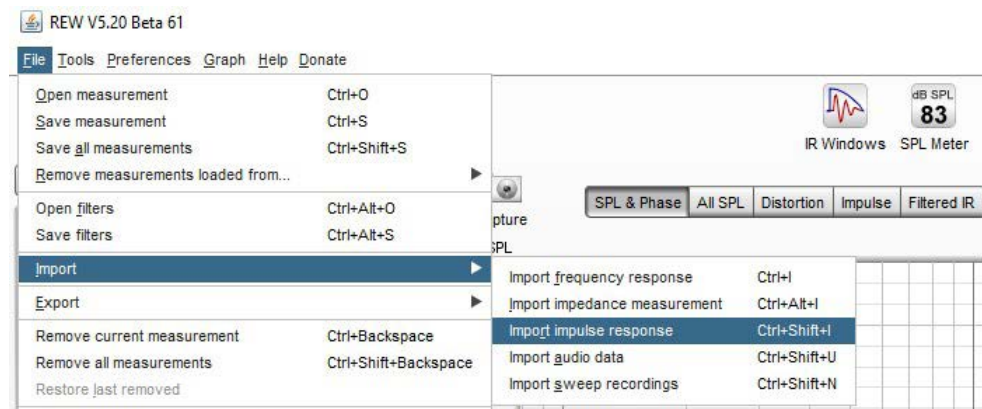 REW V5.20 Beta 61
File Tools Preferences Graph Help Donate
Open measurement Ctrl+O
Save measurement Ctrl+S
Save all measurements Ctrl+Shift+S
Remove measurements loaded from...
Open filters Ctrl+Alt+O
Save filters Ctrl+Alt+S
Import
Export
Remove current measurement Ctrl+Backspace
Remove all measurements Ctrl+Shift+Backspace
Restore last removed
dB SPL
83
IR Windows SPL Meter
pture
SPL & Phase All SPL Distortion Impulse Filtered IR
SPL
Import frequency response Ctrl+I
Import impedance measurement Ctrl+Alt+I
Import impulse response Ctrl+Shift+I
Import audio data Ctrl+Shift+U
Import sweep recordings Ctrl+Shift+N